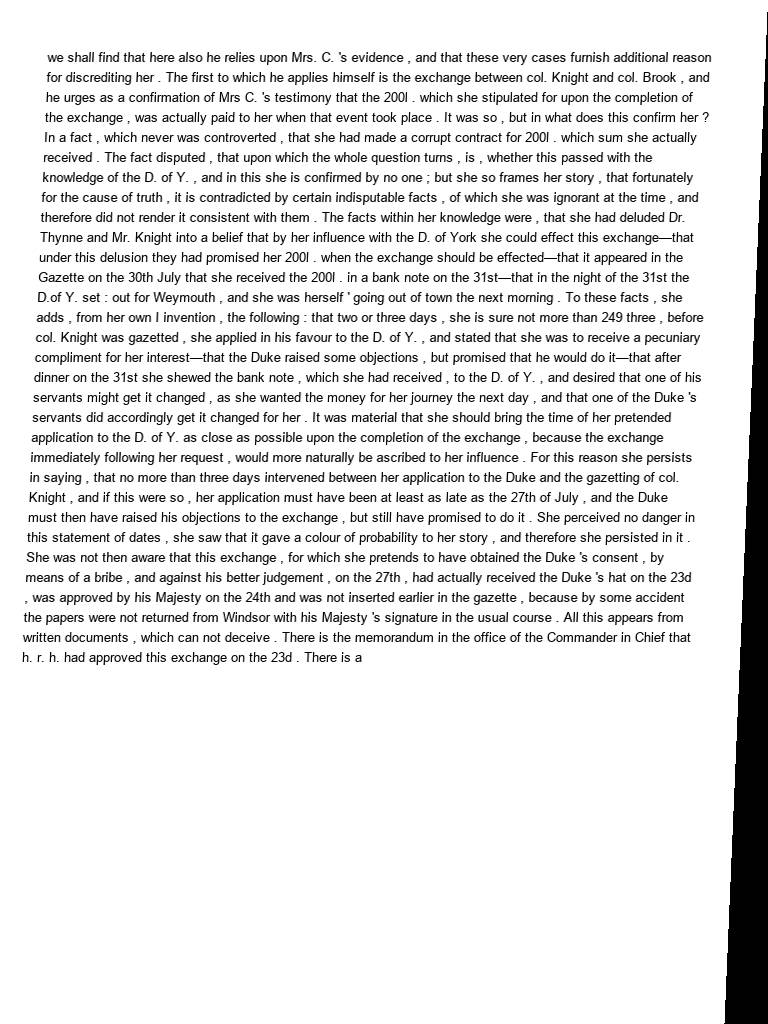 we shall find that here also he relies upon Mrs. C. 's evidence , and that these very cases furnish additional reason
for discrediting her . The first to which he applies himself is the exchange between col. Knight and col. Brook , and
he urges as a confirmation of Mrs C. 's testimony that the 200l . which she stipulated for upon the completion of
the exchange , was actually paid to her when that event took place . It was so , but in what does this confirm her ?
In a fact , which never was controverted , that she had made a corrupt contract for 200l . which sum she actually
received . The fact disputed , that upon which the whole question turns , is , whether this passed with the
knowledge of the D. of Y. , and in this she is confirmed by no one ; but she so frames her story , that fortunately
for the cause of truth , it is contradicted by certain indisputable facts , of which she was ignorant at the time , and
therefore did not render it consistent with them . The facts within her knowledge were , that she had deluded Dr.
Thynne and Mr. Knight into a belief that by her influence with the D. of York she could effect this exchange—that
under this delusion they had promised her 200l . when the exchange should be effected—that it appeared in the
Gazette on the 30th July that she received the 200l . in a bank note on the 31st—that in the night of the 31st the
D.of Y. set : out for Weymouth , and she was herself ' going out of town the next morning . To these facts , she
adds , from her own I invention , the following : that two or three days , she is sure not more than 249 three , before
col. Knight was gazetted , she applied in his favour to the D. of Y. , and stated that she was to receive a pecuniary
compliment for her interest—that the Duke raised some objections , but promised that he would do it—that after
dinner on the 31st she shewed the bank note , which she had received , to the D. of Y. , and desired that one of his
servants might get it changed , as she wanted the money for her journey the next day , and that one of the Duke 's
servants did accordingly get it changed for her . It was material that she should bring the time of her pretended
application to the D. of Y. as close as possible upon the completion of the exchange , because the exchange
immediately following her request , would more naturally be ascribed to her influence . For this reason she persists
in saying , that no more than three days intervened between her application to the Duke and the gazetting of col.
Knight , and if this were so , her application must have been at least as late as the 27th of July , and the Duke
must then have raised his objections to the exchange , but still have promised to do it . She perceived no danger in
this statement of dates , she saw that it gave a colour of probability to her story , and therefore she persisted in it .
She was not then aware that this exchange , for which she pretends to have obtained the Duke 's consent , by
means of a bribe , and against his better judgement , on the 27th , had actually received the Duke 's hat on the 23d
, was approved by his Majesty on the 24th and was not inserted earlier in the gazette , because by some accident
the papers were not returned from Windsor with his Majesty 's signature in the usual course . All this appears from
written documents , which can not deceive . There is the memorandum in the office of the Commander in Chief that
h. r. h. had approved this exchange on the 23d . There is a